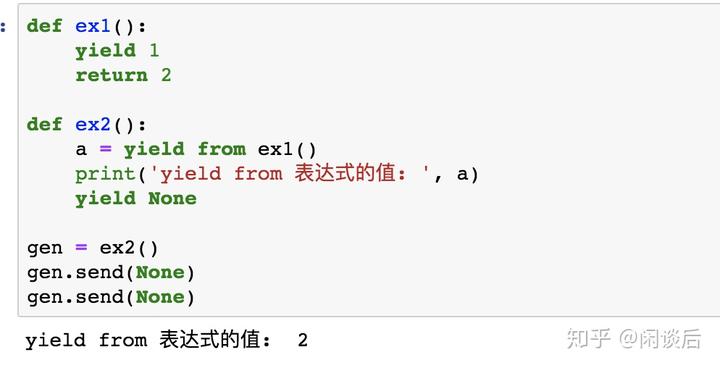 :
def ex1():
    yield 1
    return 2
def ex2():
    a = yield from ex1()
    print('yield from 表达式的值: ', a)
    yield None
gen = ex2()
gen.send(None)
gen.send(None)
yield from 表达式的值:  2
知乎 @闲谈后